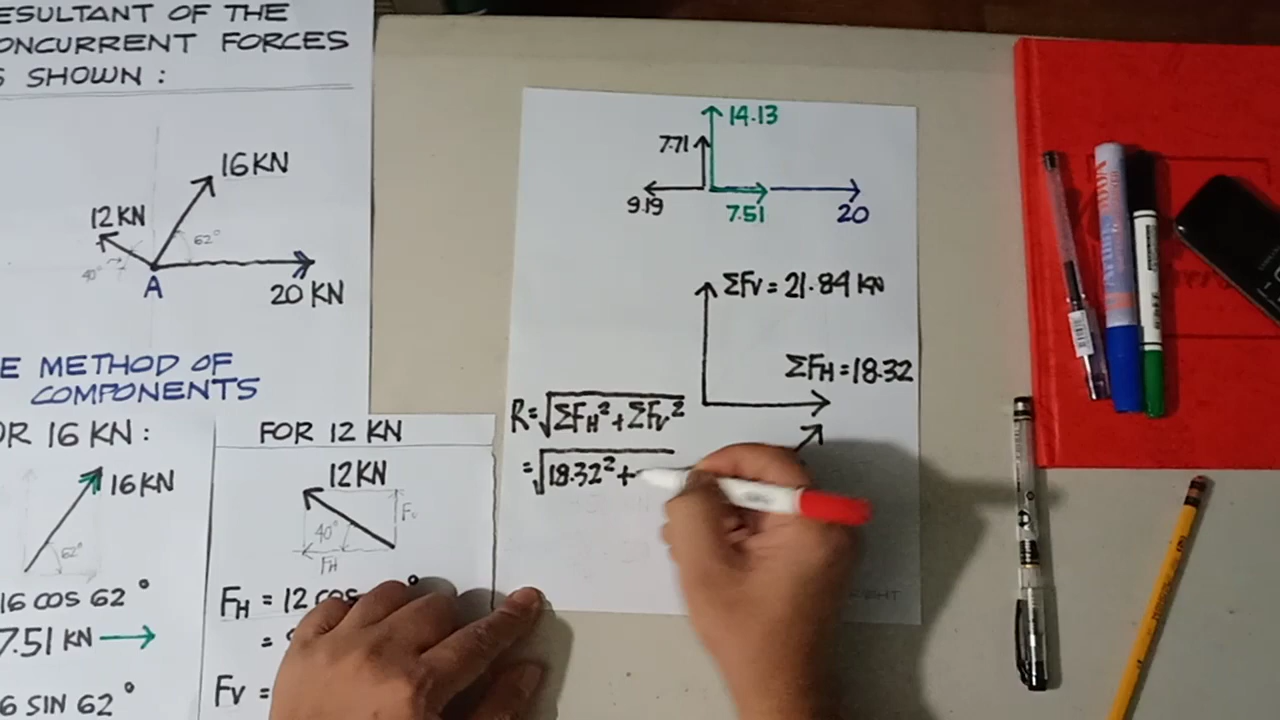 ESULTANT OF THE
ONCURRENT FORCES
S SHOWN :
16 KN
12 KN
62°
40°
A
20 KN
E METHOD OF
COMPONENTS
OR 16 KN :
16 KN
62°
16 COS 62°
7.51 KN
6 SIN 62°
FOR 12 KN
12 KN
40°
FH
FH = 12 cos
=
FV =
14.13
7.71
9.19
7.51
20
ΣFV = 21.84 KN
ΣFH = 18.32
R = √ΣFH² + ΣFV²
= √18.32² +